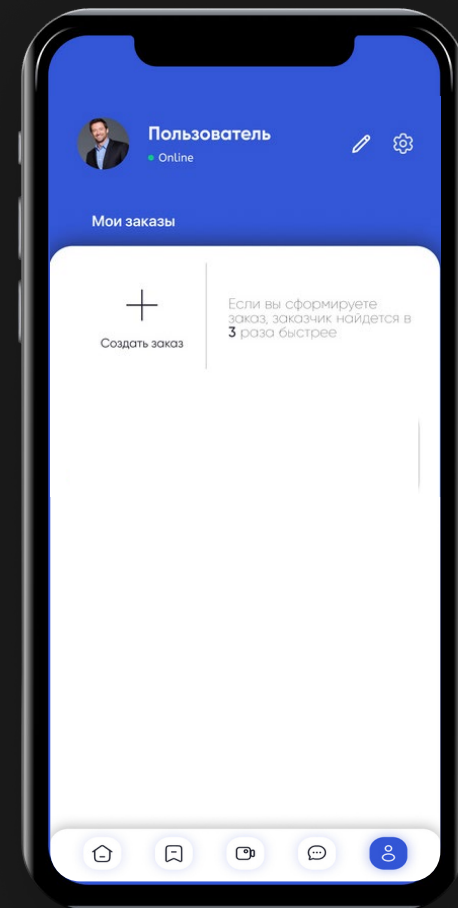 Пользователь
Online
Мои заказы
Создать заказ
Если вы сформируете
заказ, заказчик найдется в
3 раза быстрее